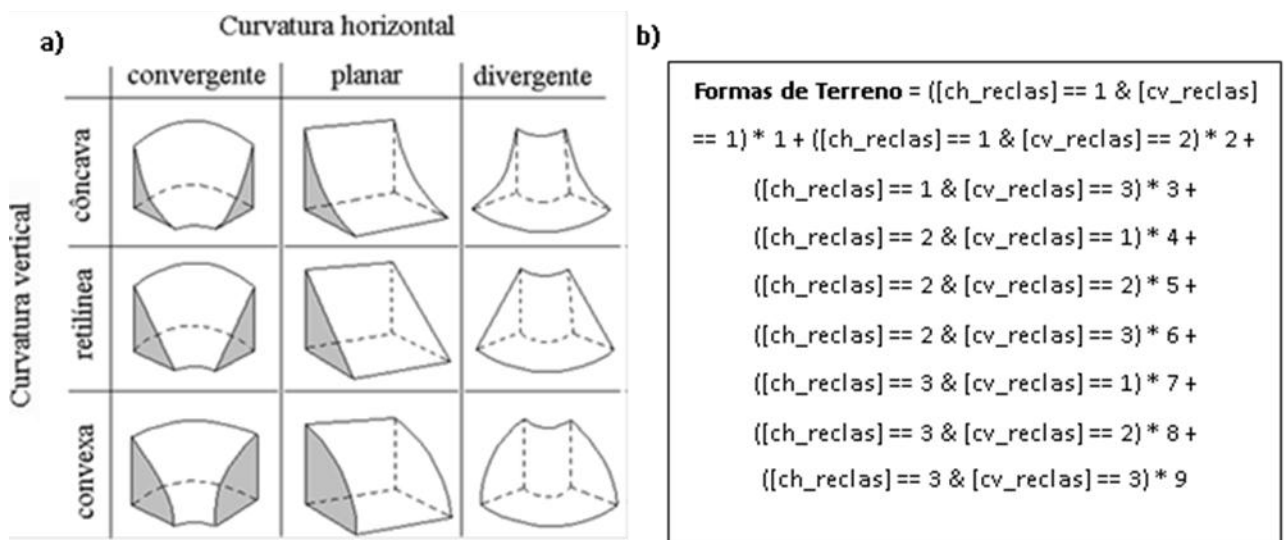 a)
Curvatura horizontal
convergente planar divergente
Curvatura vertical
côncava
retilínea
convexa
b)
Formas de Terreno = ([ch_reclas] == 1 & [cv_reclas]
== 1) * 1 + ([ch_reclas] == 1 & [cv_reclas] == 2) * 2 +
([ch_reclas] == 1 & [cv_reclas] == 3) * 3 +
([ch_reclas] == 2 & [cv_reclas] == 1) * 4 +
([ch_reclas] == 2 & [cv_reclas] == 2) * 5 +
([ch_reclas] == 2 & [cv_reclas] == 3) * 6 +
([ch_reclas] == 3 & [cv_reclas] == 1) * 7 +
([ch_reclas] == 3 & [cv_reclas] == 2) * 8 +
([ch_reclas] == 3 & [cv_reclas] == 3) * 9